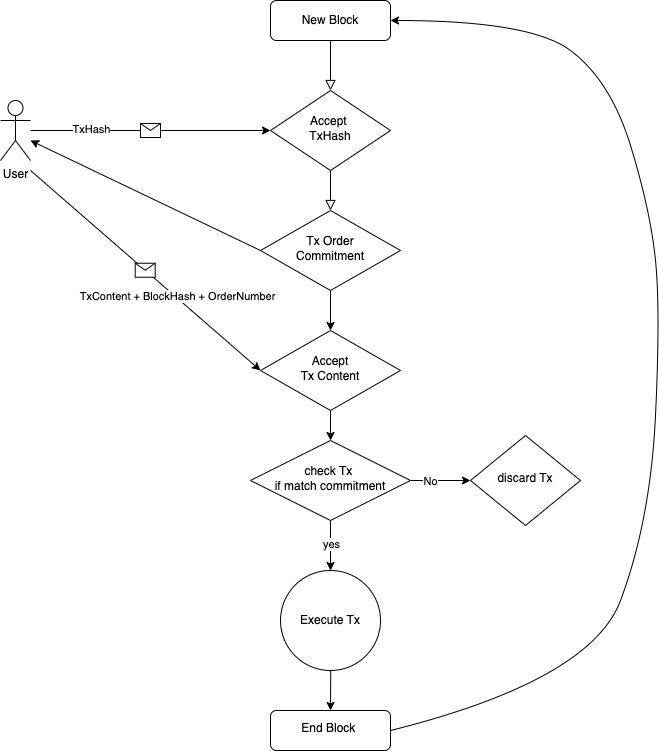 New Block
Accept
TxHash
TxHash
User
Tx Order
Commitment
TxContent + BlockHash + OrderNumber
Accept
Tx Content
check Tx
if match commitment
No
discard Tx
yes
Execute Tx
End Block